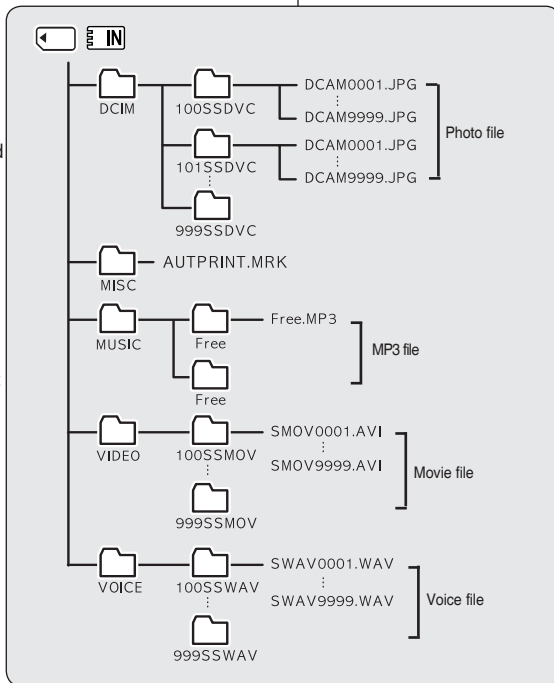 IN
DCIM
100SSDVC
DCAM0001.JPG
DCAM9999.JPG
101SSDVC
DCAM0001.JPG
DCAM9999.JPG
999SSDVC
Photo file
MISC
AUTPRINT.MRK
MUSIC
Free
Free.MP3
Free
MP3 file
VIDEO
100SSMOV
SMOV0001.AVI
SMOV9999.AVI
999SSMOV
Movie file
VOICE
100SSWAV
SWAV0001.WAV
SWAV9999.WAV
999SSWAV
Voice file